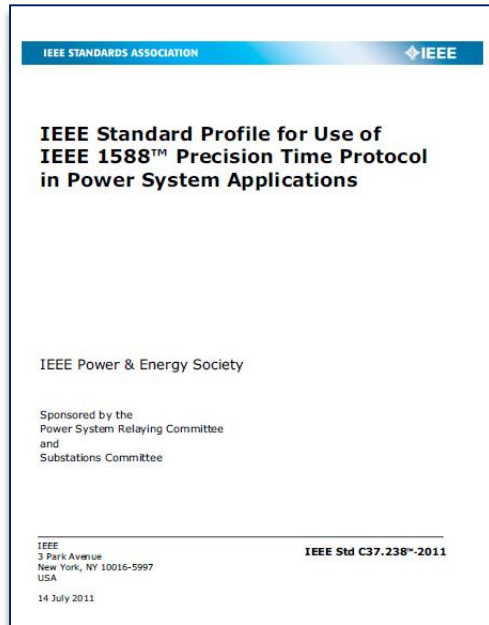 IEEE STANDARDS ASSOCIATION
IEEE
IEEE Standard Profile for Use of
IEEE 1588™ Precision Time Protocol
in Power System Applications
IEEE Power & Energy Society
Sponsored by the
Power System Relaying Committee
and
Substations Committee
IEEE
3 Park Avenue
New York, NY 10016-5997
USA
14 July 2011
IEEE Std C37.238™-2011